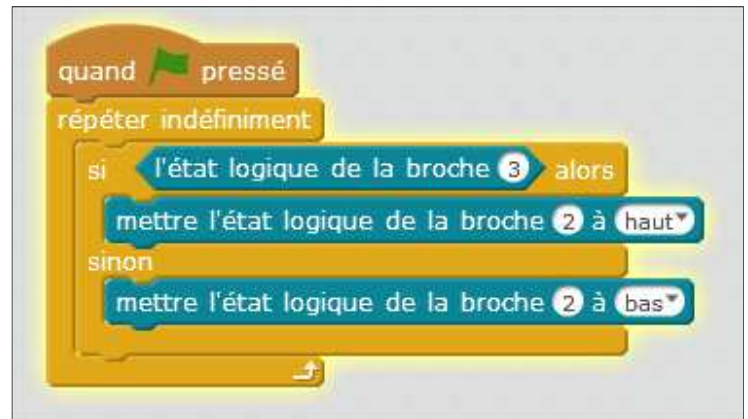 quand pressé
répéter indéfiniment
si l'état logique de la broche 3 alors
mettre l'état logique de la broche 2 à haut
sinon
mettre l'état logique de la broche 2 à bas